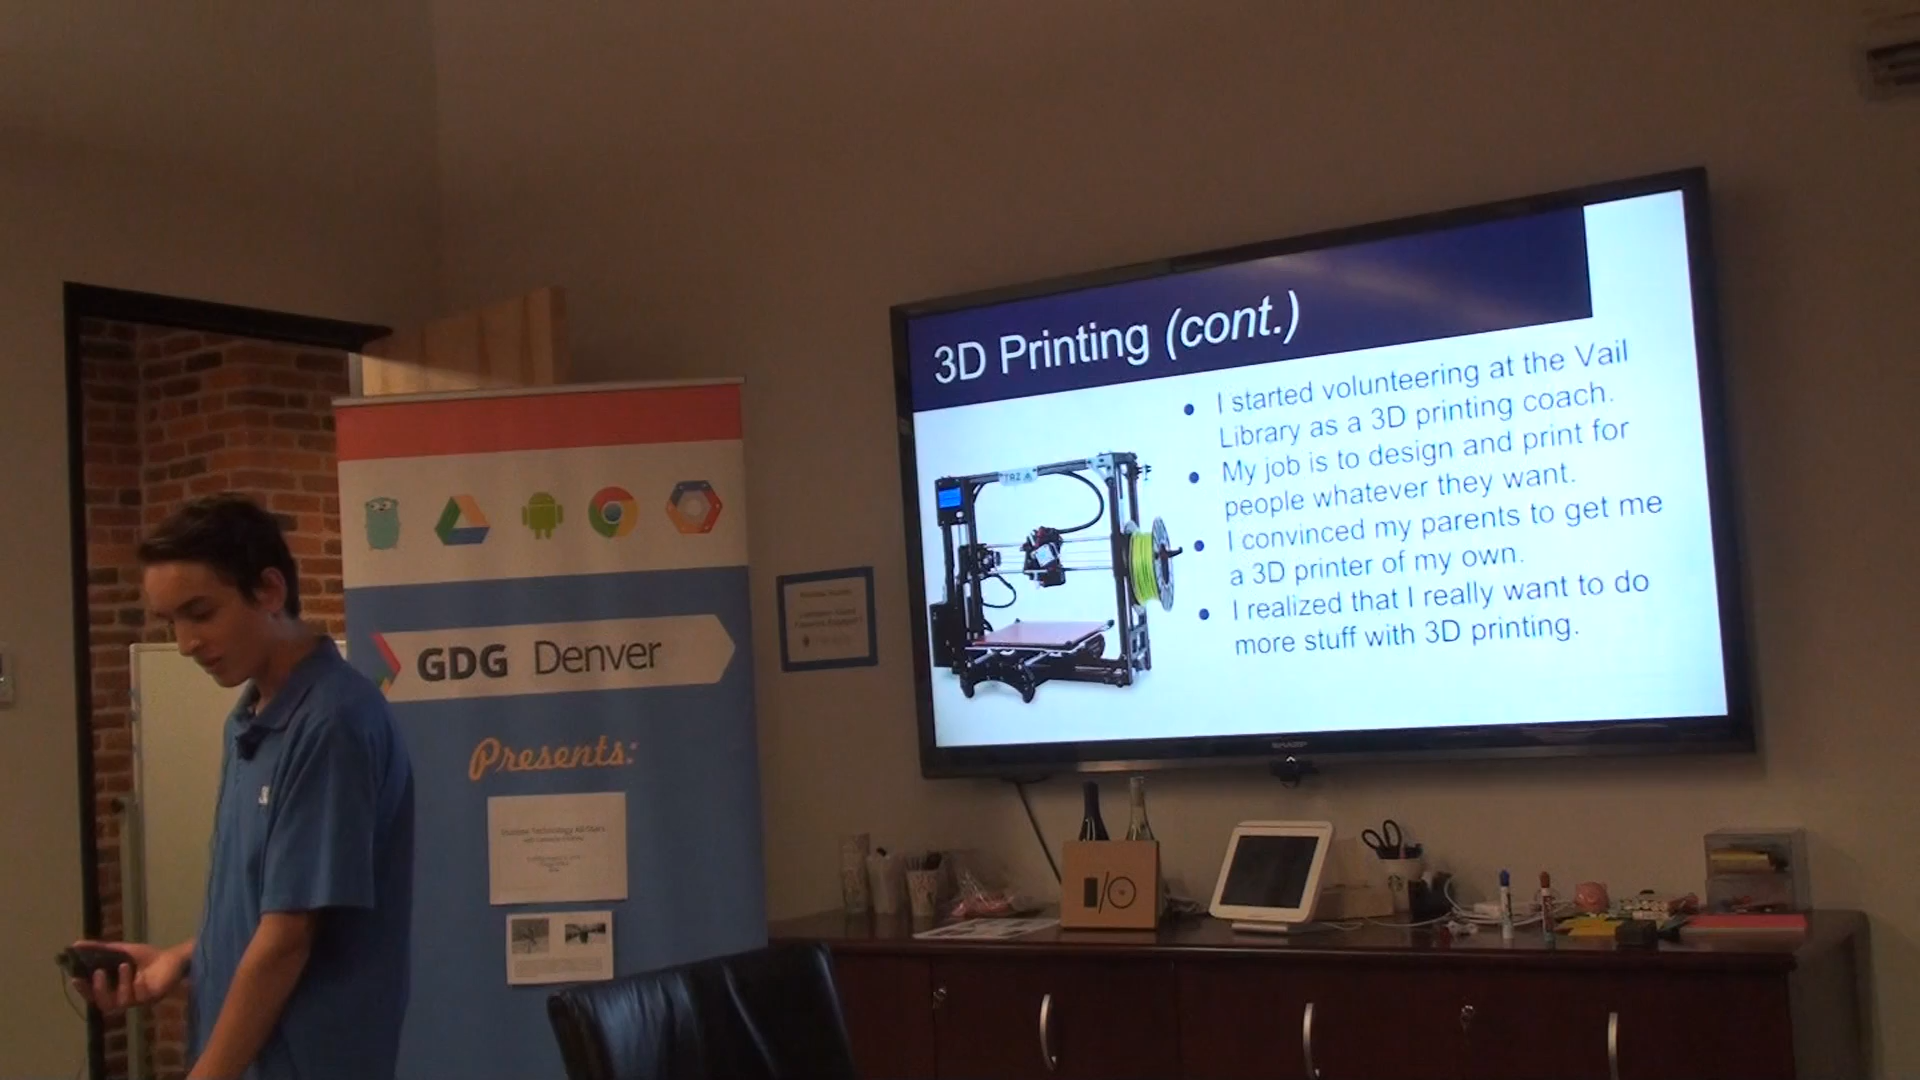 3D Printing (cont.)
• I started volunteering at the Vail
Library as a 3D printing coach.
• My job is to design and print for
people whatever they want.
• I convinced my parents to get me
a 3D printer of my own.
• I realized that I really want to do
more stuff with 3D printing.
SHARP
GDG Denver
Presents:
I/O